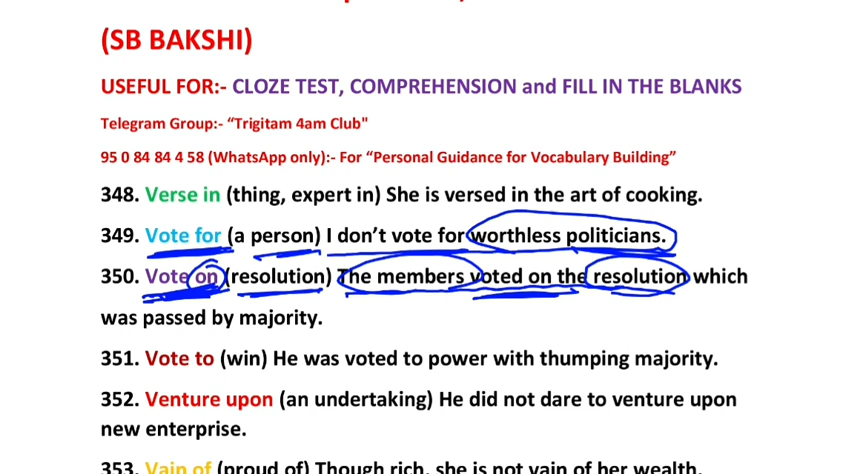 (SB BAKSHI)
USEFUL FOR:- CLOZE TEST, COMPREHENSION and FILL IN THE BLANKS
Telegram Group:- “Trigitam 4am Club"
95 0 84 84 4 58 (WhatsApp only):- For “Personal Guidance for Vocabulary Building”
348. Verse in (thing, expert in) She is versed in the art of cooking.
349. Vote for (a person) I don’t vote for worthless politicians.
350. Vote on (resolution) The members voted on the resolution which
was passed by majority.
351. Vote to (win) He was voted to power with thumping majority.
352. Venture upon (an undertaking) He did not dare to venture upon
new enterprise.
353. Vain of (proud of) Though rich, she is not vain of her wealth.